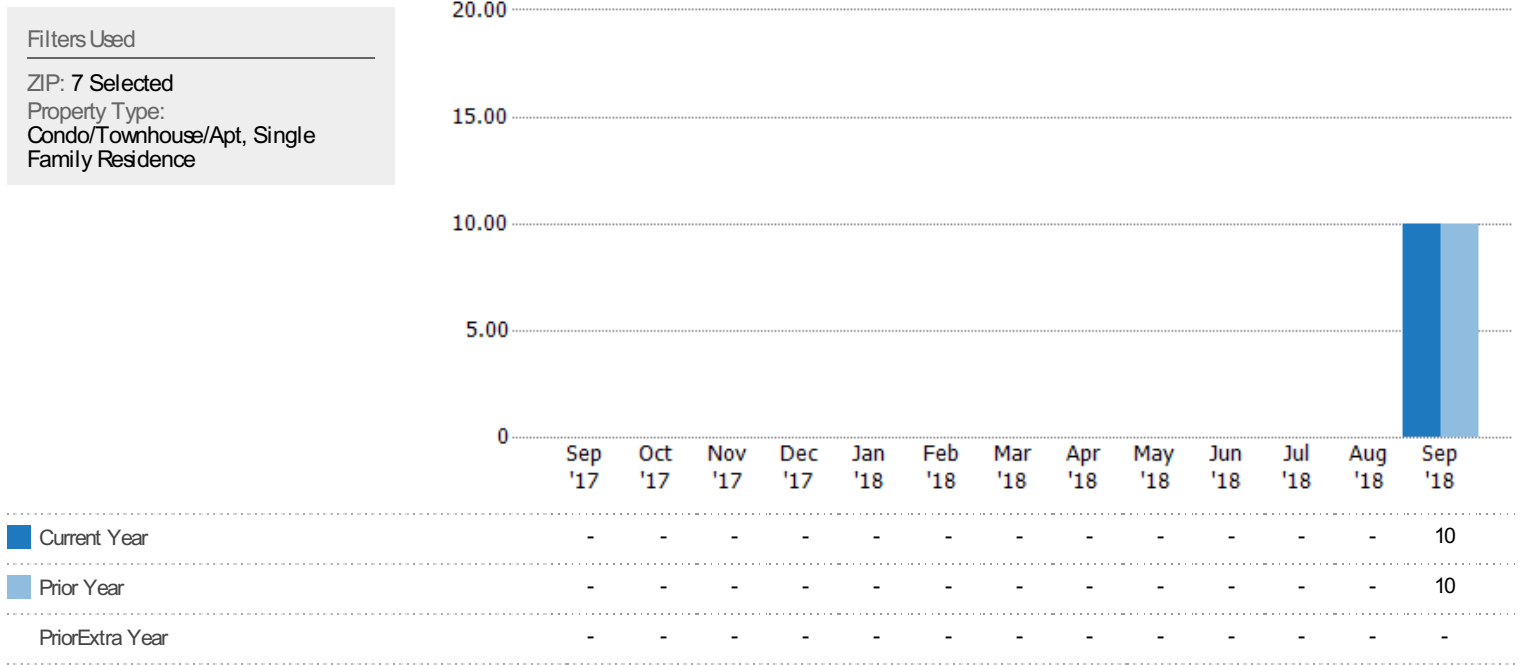 Filters Used
ZIP: 7 Selected
Property Type:
Condo/Townhouse/Apt, Single
Family Residence
20.00
15.00
10.00
5.00
0
Sep '17 Oct '17 Nov '17 Dec '17 Jan '18 Feb '18 Mar '18 Apr '18 May '18 Jun '18 Jul '18 Aug '18 Sep '18
Current Year - - - - - - - - - - - - 10
Prior Year - - - - - - - - - - - - 10
PriorExtra Year - - - - - - - - - - - - -